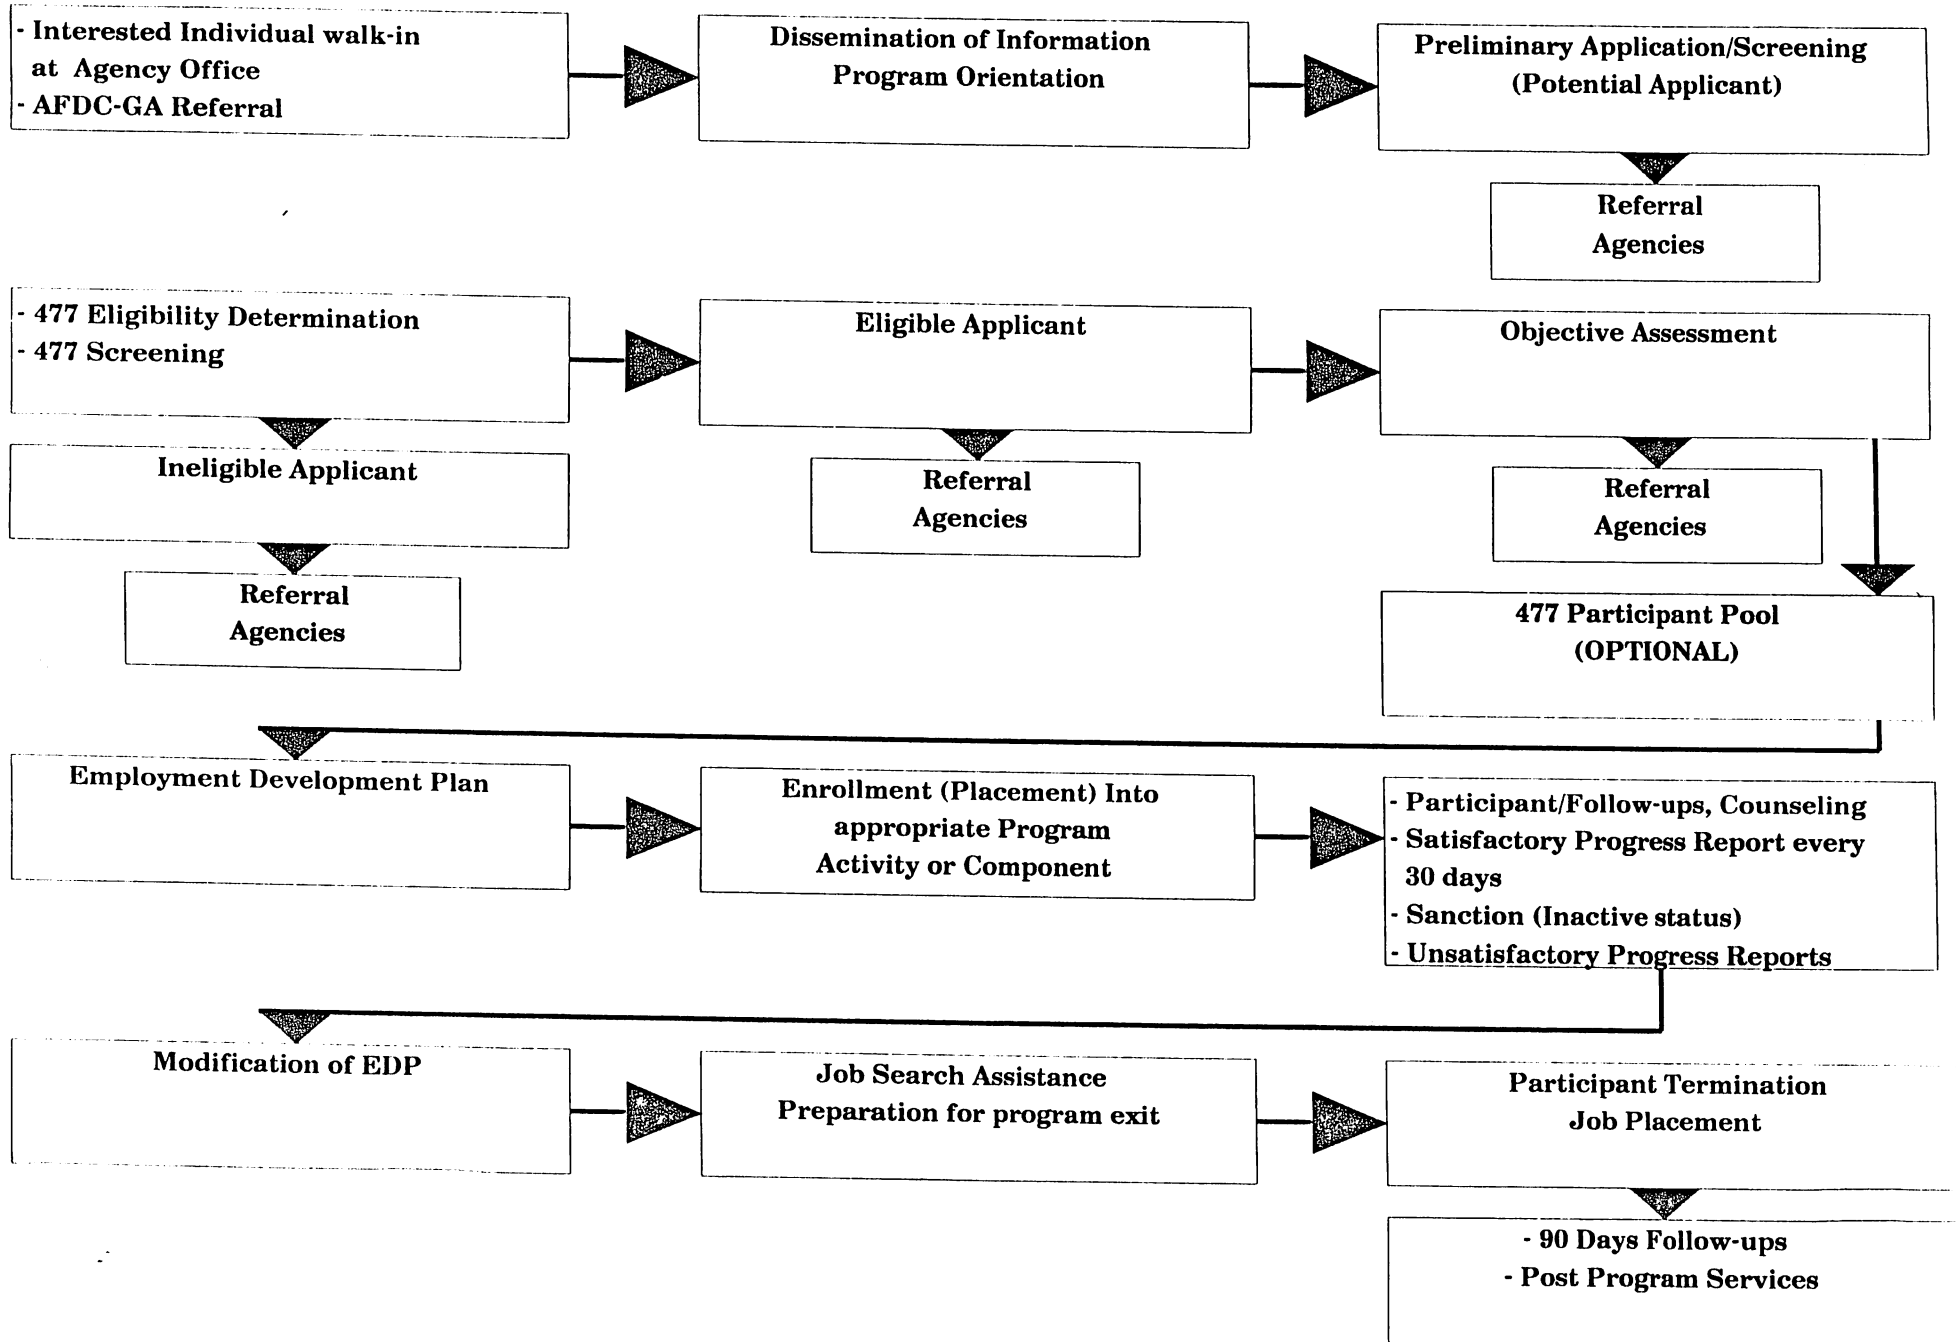 - Interested Individual walk-in
at Agency Office
- AFDC-GA Referral
Dissemination of Information
Program Orientation
Preliminary Application/Screening
(Potential Applicant)
Referral
Agencies
- 477 Eligibility Determination
- 477 Screening
Eligible Applicant
Objective Assessment
Ineligible Applicant
Referral
Agencies
Referral
Agencies
Referral
Agencies
477 Participant Pool
(OPTIONAL)
Employment Development Plan
Enrollment (Placement) Into
appropriate Program
Activity or Component
- Participant/Follow-ups, Counseling
- Satisfactory Progress Report every
30 days
- Sanction (Inactive status)
- Unsatisfactory Progress Reports
Modification of EDP
Job Search Assistance
Preparation for program exit
Participant Termination
Job Placement
- 90 Days Follow-ups
- Post Program Services